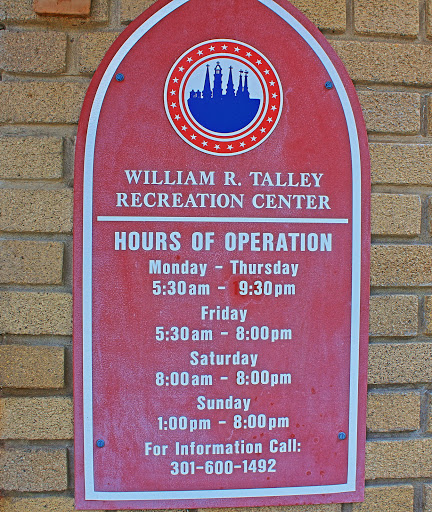 WILLIAM R. TALLEY
RECREATION CENTER
HOURS OF OPERATION
Monday - Thursday
5:30am - 9:30pm
Friday
5:30am - 8:00pm
Saturday
8:00am - 8:00pm
Sunday
1:00pm - 8:00pm
For Information Call:
301-600-1492